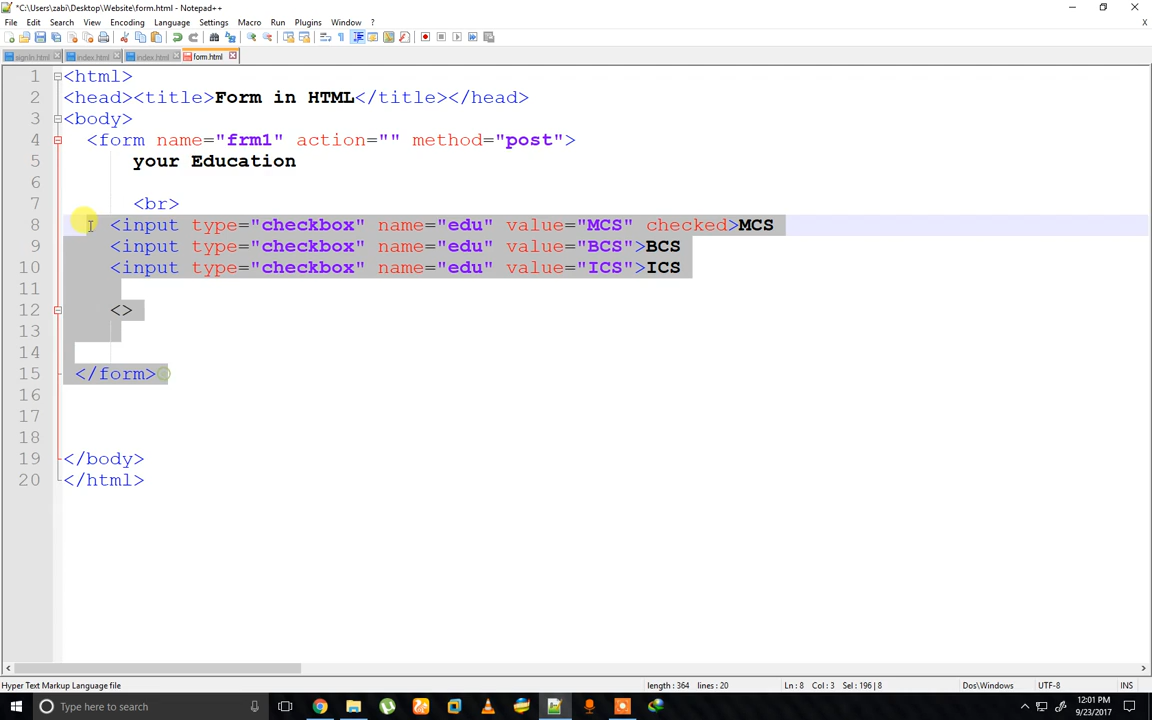 *C:\Users\zabi\Desktop\Website\form.html - Notepad++
File Edit Search View Encoding Language Settings Macro Run Plugins Window ?
X
signIn.html index.html index.html form.html
1 <html>
2 <head><title>Form in HTML</title></head>
3 <body>
4 <form name="frm1" action="" method="post">
5 your Education
6
7 <br>
8 <input type="checkbox" name="edu" value="MCS" checked>MCS
9 <input type="checkbox" name="edu" value="BCS">BCS
10 <input type="checkbox" name="edu" value="ICS">ICS
11
12 <>
13
14
15 </form>
16
17
18
19 </body>
20 </html>
Hyper Text Markup Language file length : 364 lines : 20 Ln : 8 Col : 3 Sel : 196 | 8 Dos\Windows UTF-8 INS
Type here to search
12:01 PM
9/23/2017